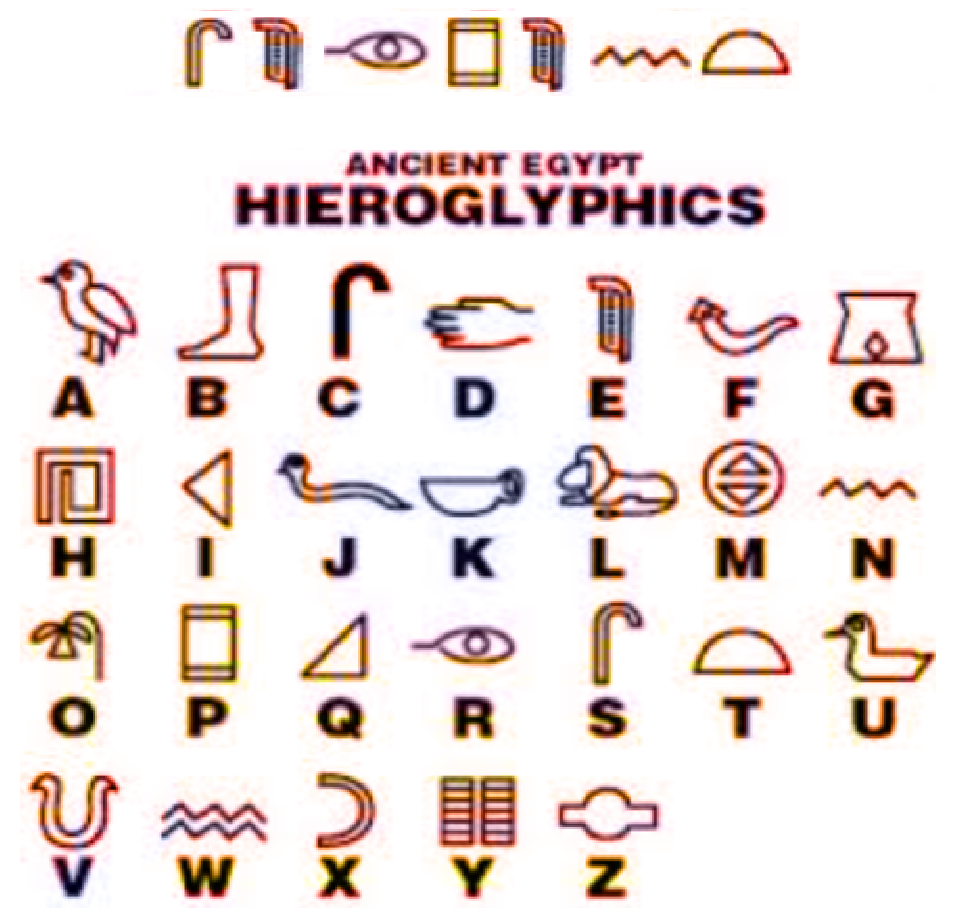 ANCIENT EGYPT
HIEROGLYPHICS
A B C D E F G
H I J K L M N
O P Q R S T U
V W X Y Z